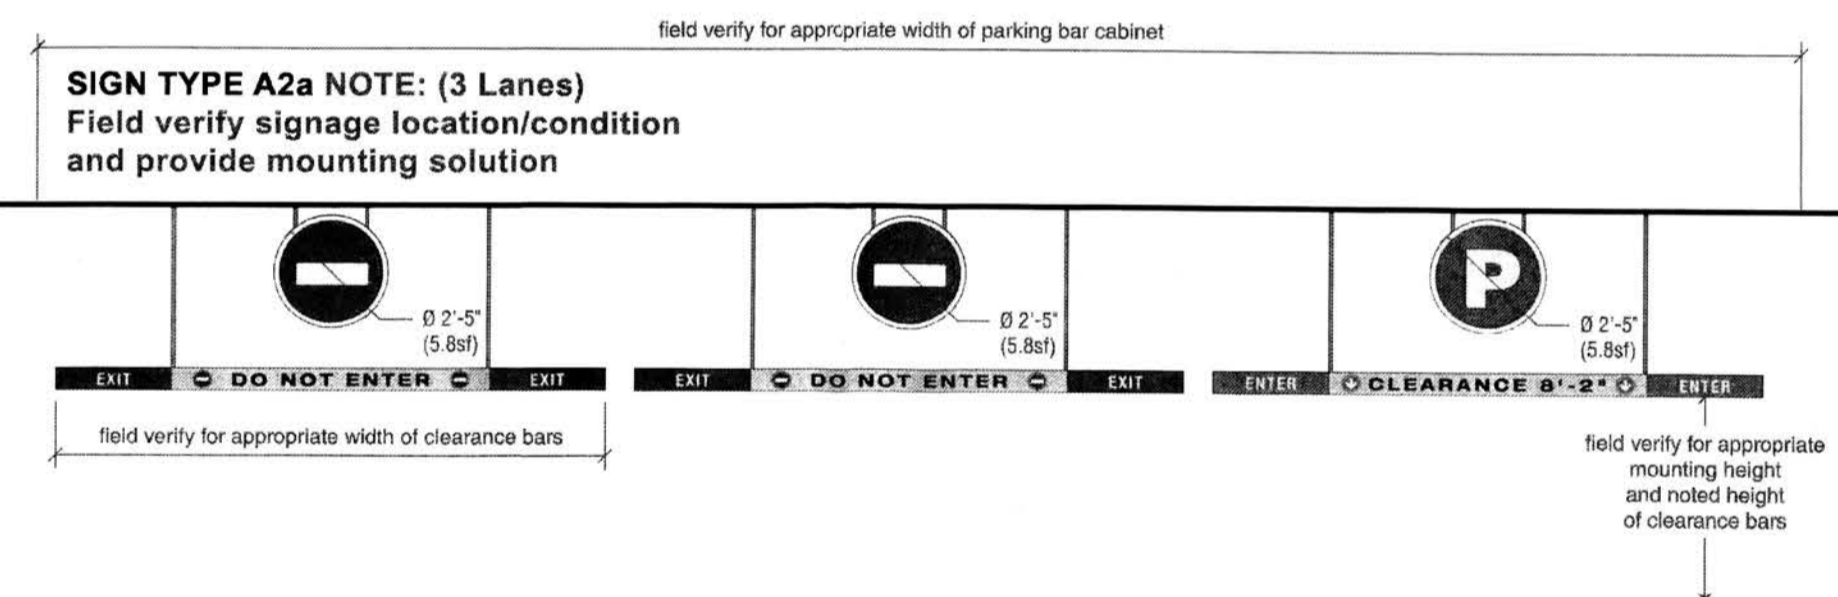 field verify for appropriate width of parking bar cabinet
SIGN TYPE A2a NOTE: (3 Lanes)
Field verify signage location/condition
and provide mounting solution
Ø 2'-5"
(5.8sf)
Ø 2'-5"
(5.8sf)
P
Ø 2'-5"
(5.8sf)
EXIT DO NOT ENTER EXIT
EXIT DO NOT ENTER EXIT
ENTER CLEARANCE 8'-2" ENTER
field verify for appropriate width of clearance bars
field verify for appropriate
mounting height
and noted height
of clearance bars